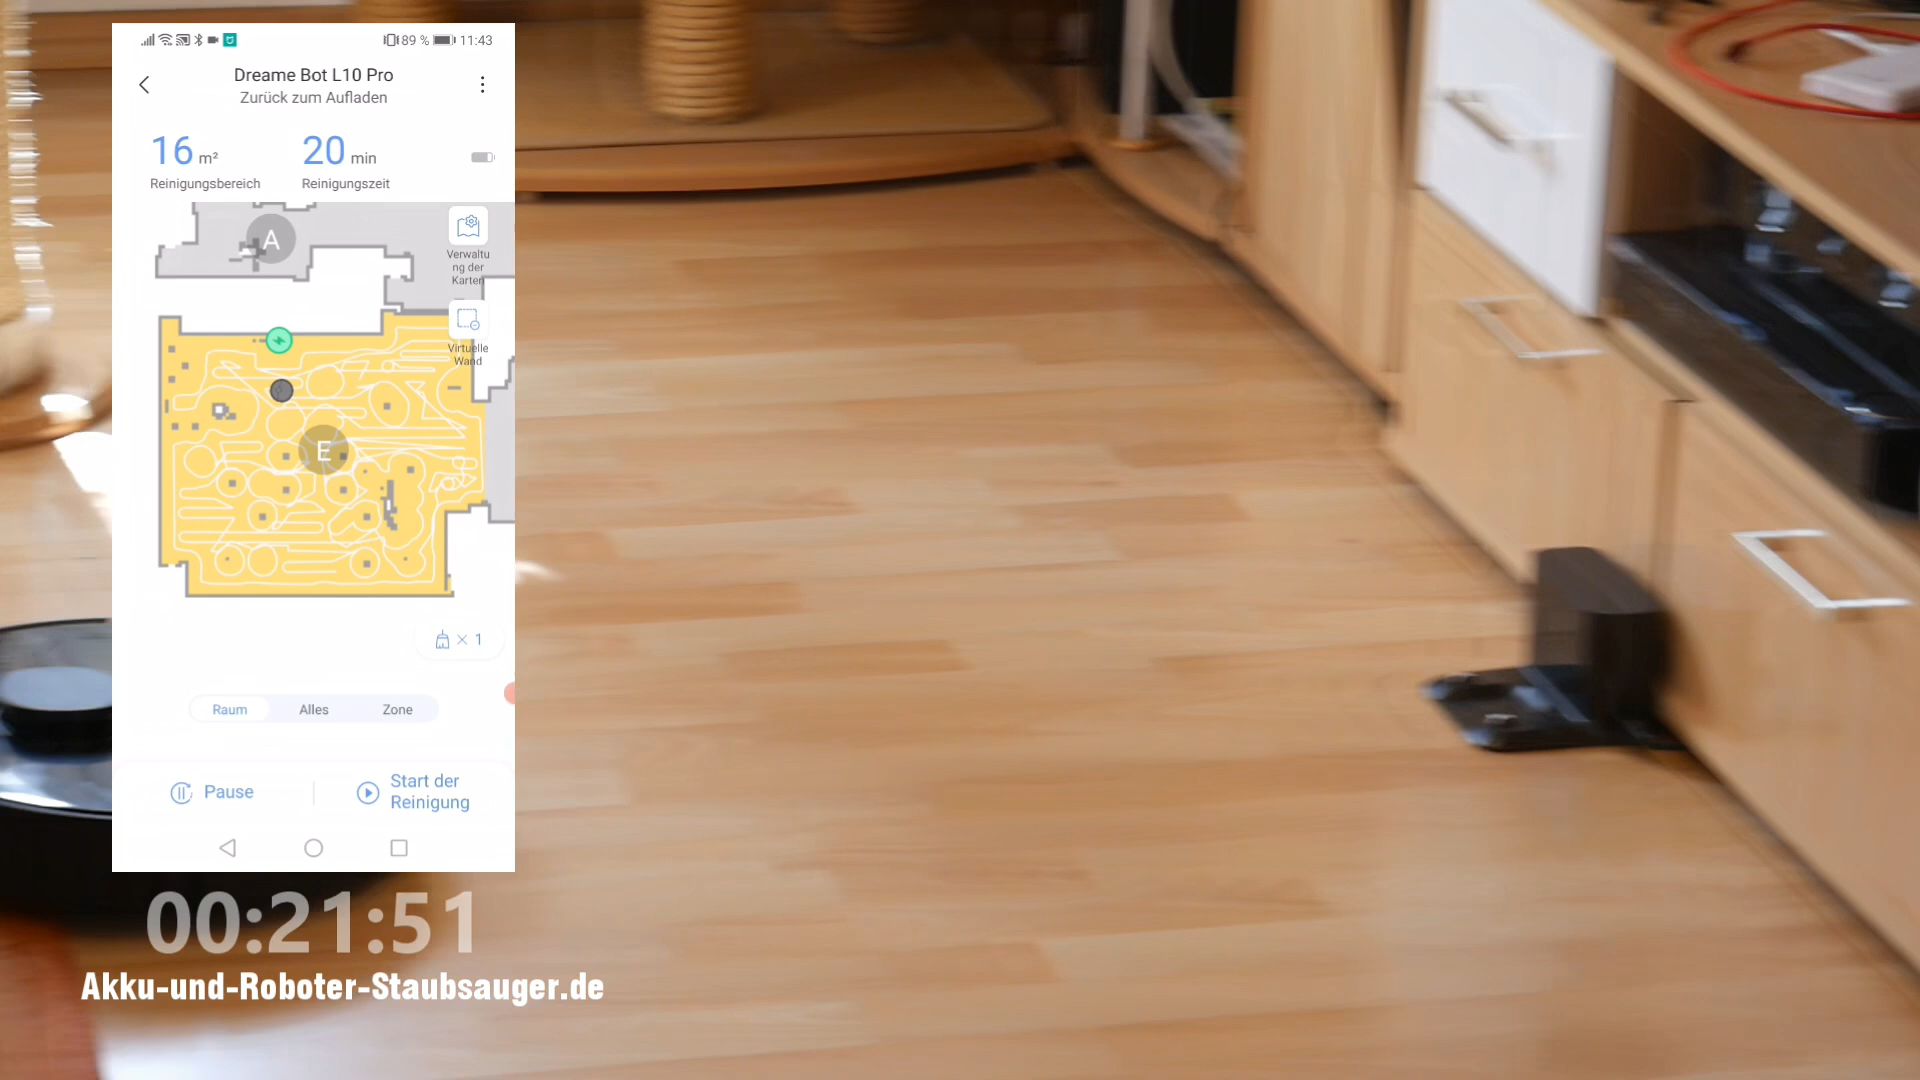 89 % 11:43
Dreame Bot L10 Pro
Zurück zum Aufladen
16 m² 20 min
Reinigungsbereich Reinigungszeit
A
Verwaltu
ng der
Karten
Virtuelle
Wand
E
× 1
Raum Alles Zone
Pause
Start der
Reinigung
00:21:51
Akku-und-Roboter-Staubsauger.de